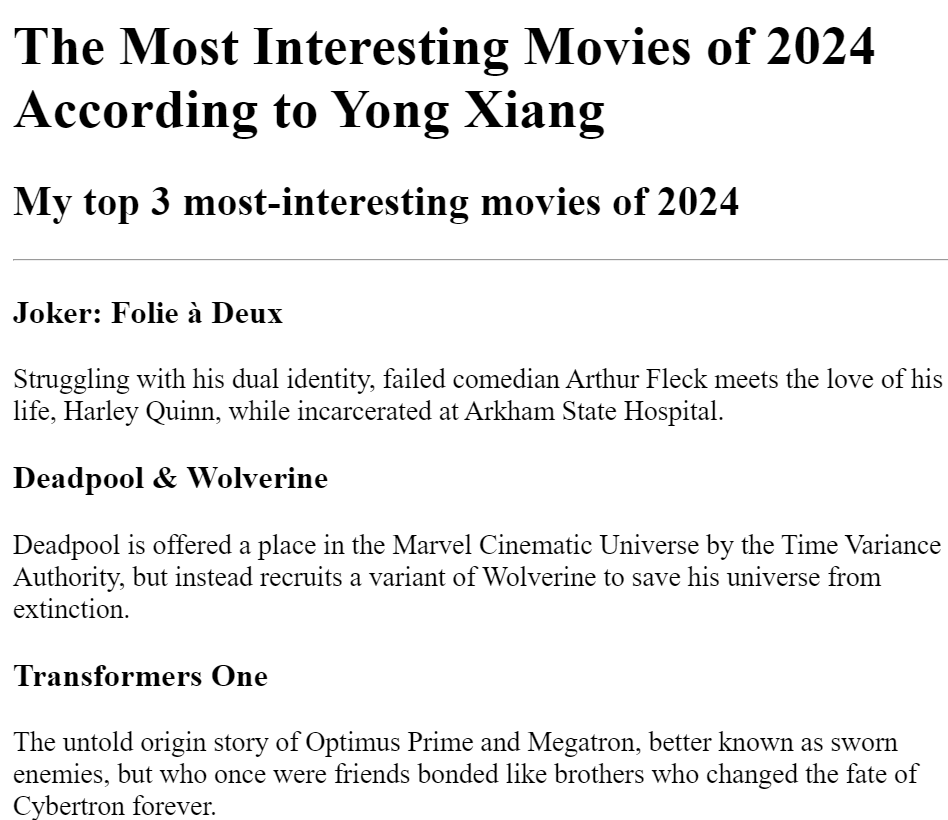 The Most Interesting Movies of 2024
According to Yong Xiang
My top 3 most-interesting movies of 2024
Joker: Folie à Deux
Struggling with his dual identity, failed comedian Arthur Fleck meets the love of his
life, Harley Quinn, while incarcerated at Arkham State Hospital.
Deadpool & Wolverine
Deadpool is offered a place in the Marvel Cinematic Universe by the Time Variance
Authority, but instead recruits a variant of Wolverine to save his universe from
extinction.
Transformers One
The untold origin story of Optimus Prime and Megatron, better known as sworn
enemies, but who once were friends bonded like brothers who changed the fate of
Cybertron forever.